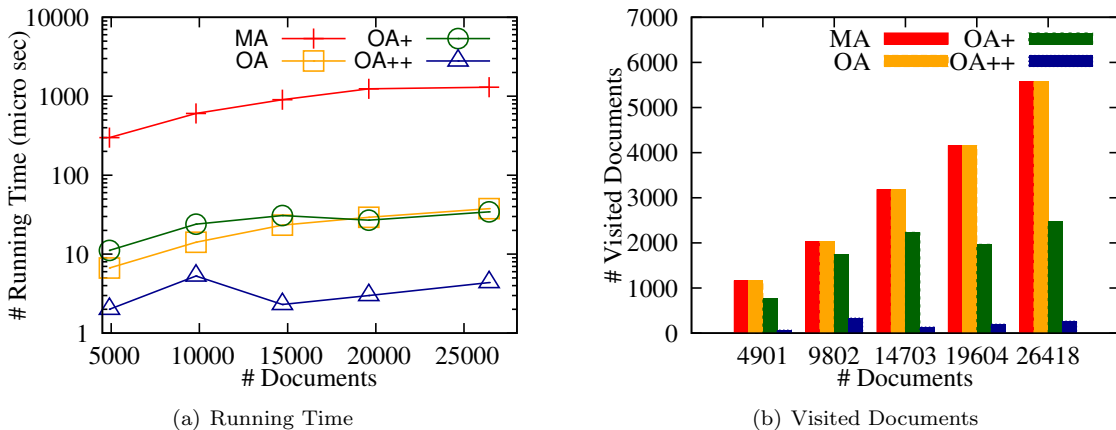 # Running Time (micro sec)
10000
1000
100
10
1
MA
OA
OA+
OA++
5000 10000 15000 20000 25000
# Documents
(a) Running Time
# Visited Documents
7000
6000
5000
4000
3000
2000
1000
0
MA
OA
OA+
OA++
4901 9802 14703 19604 26418
# Documents
(b) Visited Documents